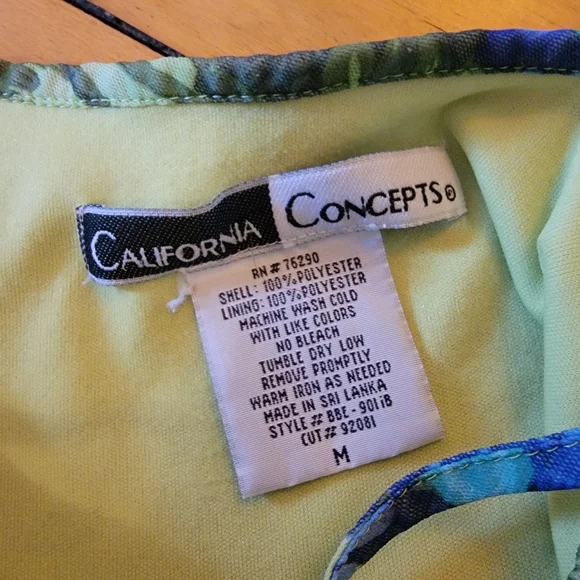 CALIFORNIA CONCEPTS®
RN# 76290
SHELL: 100% POLYESTER
LINING: 100% POLYESTER
MACHINE WASH COLD
WITH LIKE COLORS
NO BLEACH
TUMBLE DRY LOW
REMOVE PROMPTLY
WARM IRON AS NEEDED
MADE IN SRI LANKA
STYLE# BBE-901iB
CUT# 92081
M